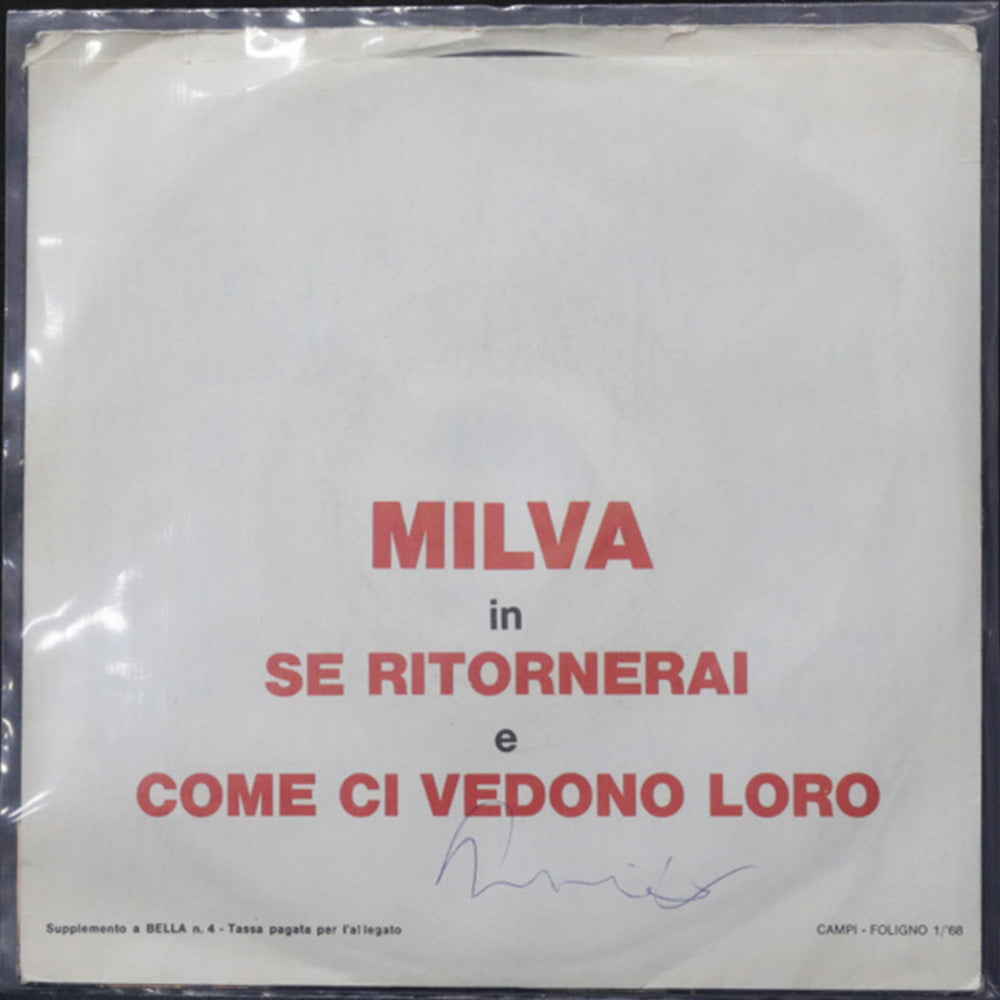 MILVA
in
SE RITORNERAI
e
COME CI VEDONO LORO
Supplemento a BELLA n. 4 - Tassa pagata per l'allegato
CAMPI - FOLIGNO 1/'68